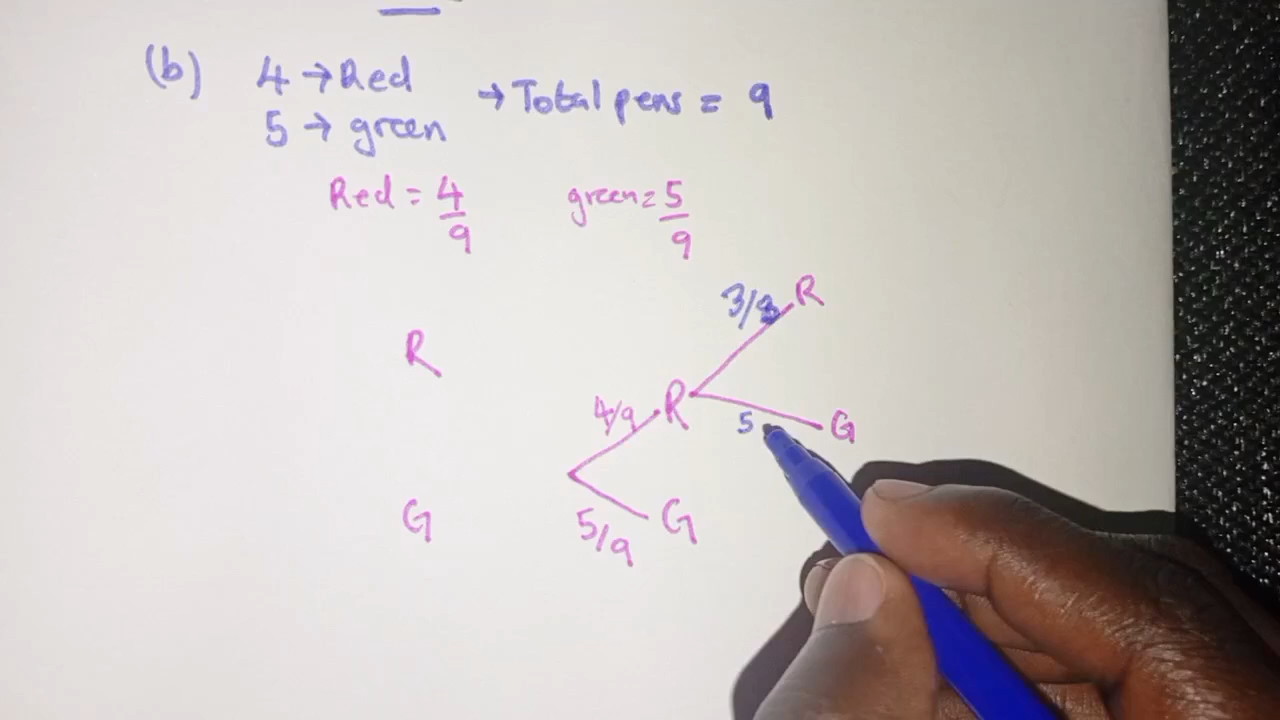 (b) 4 → Red → Total pens = 9
5 → green
Red = 4/9 green = 5/9
3/8 R
R
4/9 R
5 G
G 5/9 G